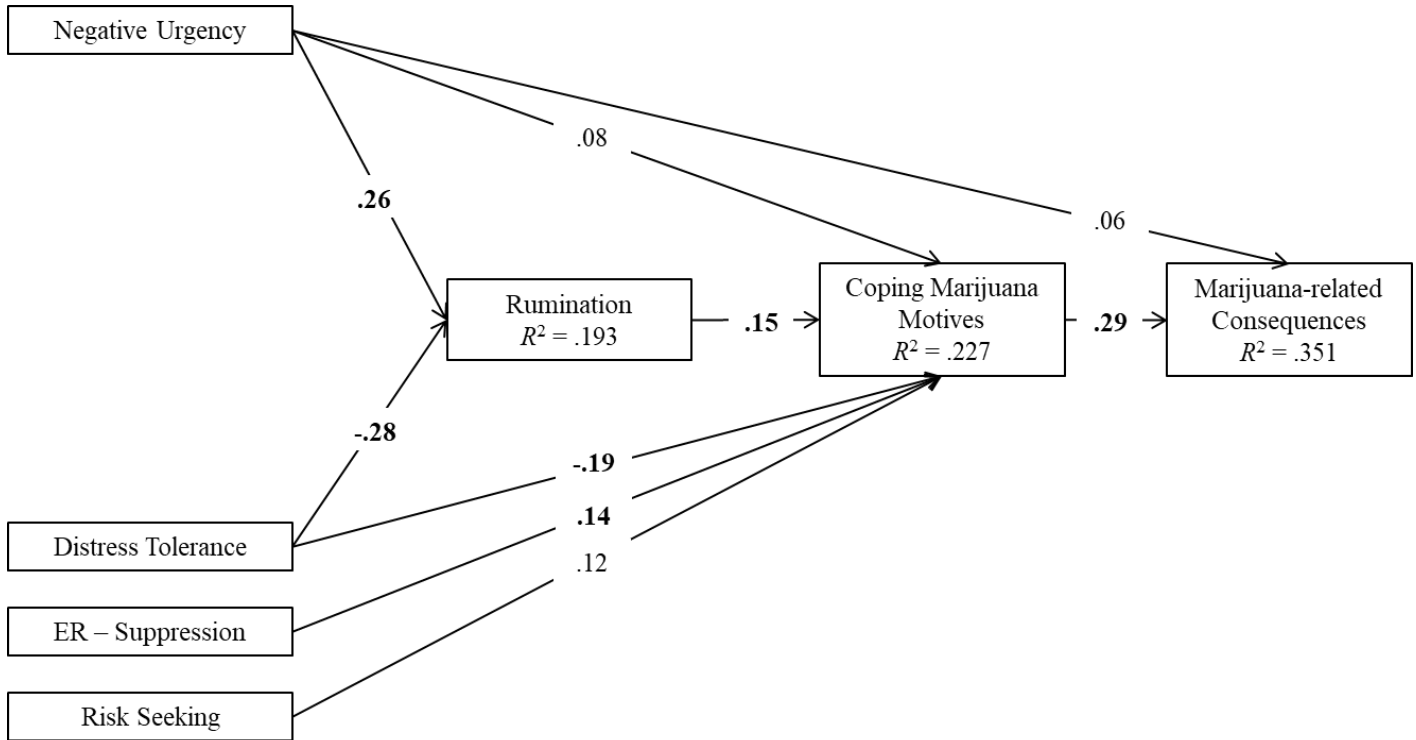 Negative Urgency
.08
.26
.06
Rumination
R² = .193
.15
Coping Marijuana
Motives
R² = .227
.29
Marijuana-related
Consequences
R² = .351
-.28
-.19
.14
.12
Distress Tolerance
ER – Suppression
Risk Seeking